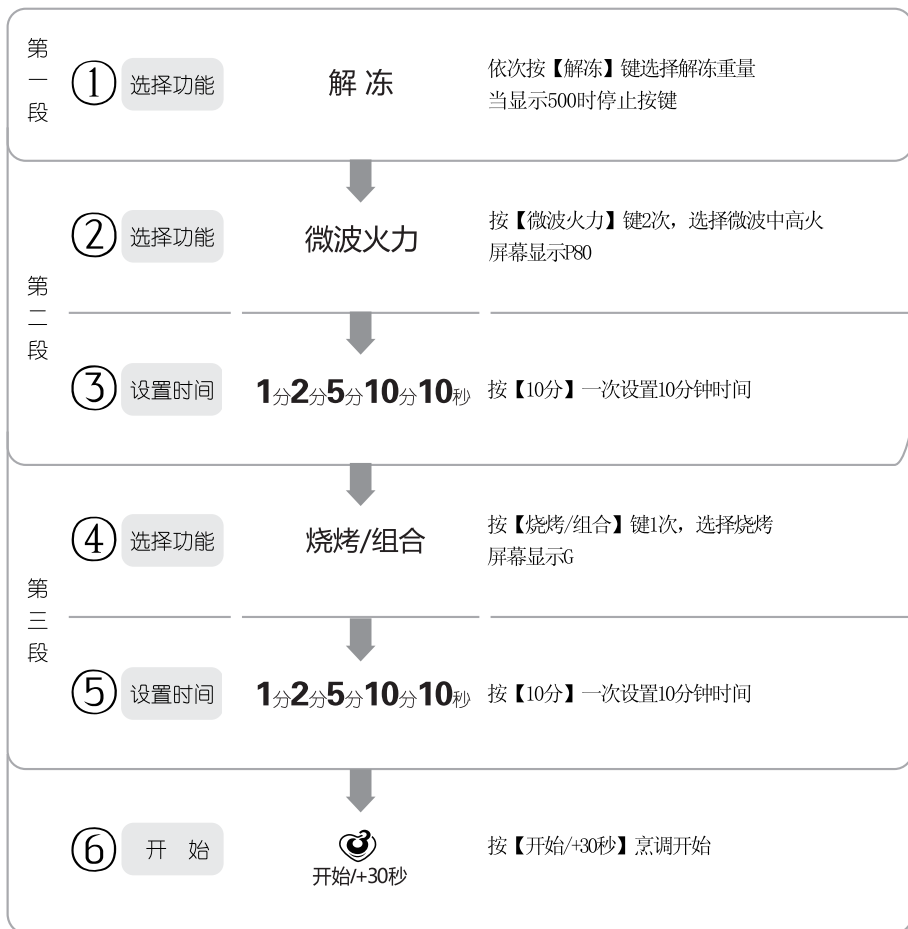 第一段
① 选择功能 解 冻 依次按【解冻】键选择解冻重量
当显示500时停止按键
第二段
② 选择功能 微波火力 按【微波火力】键2次，选择微波中高火
屏幕显示P80
③ 设置时间 1分2分5分10分10秒 按【10分】一次设置10分钟时间
第三段
④ 选择功能 烧烤/组合 按【烧烤/组合】键1次，选择烧烤
屏幕显示G
⑤ 设置时间 1分2分5分10分10秒 按【10分】一次设置10分钟时间
⑥ 开 始 开始/+30秒 按【开始/+30秒】烹调开始